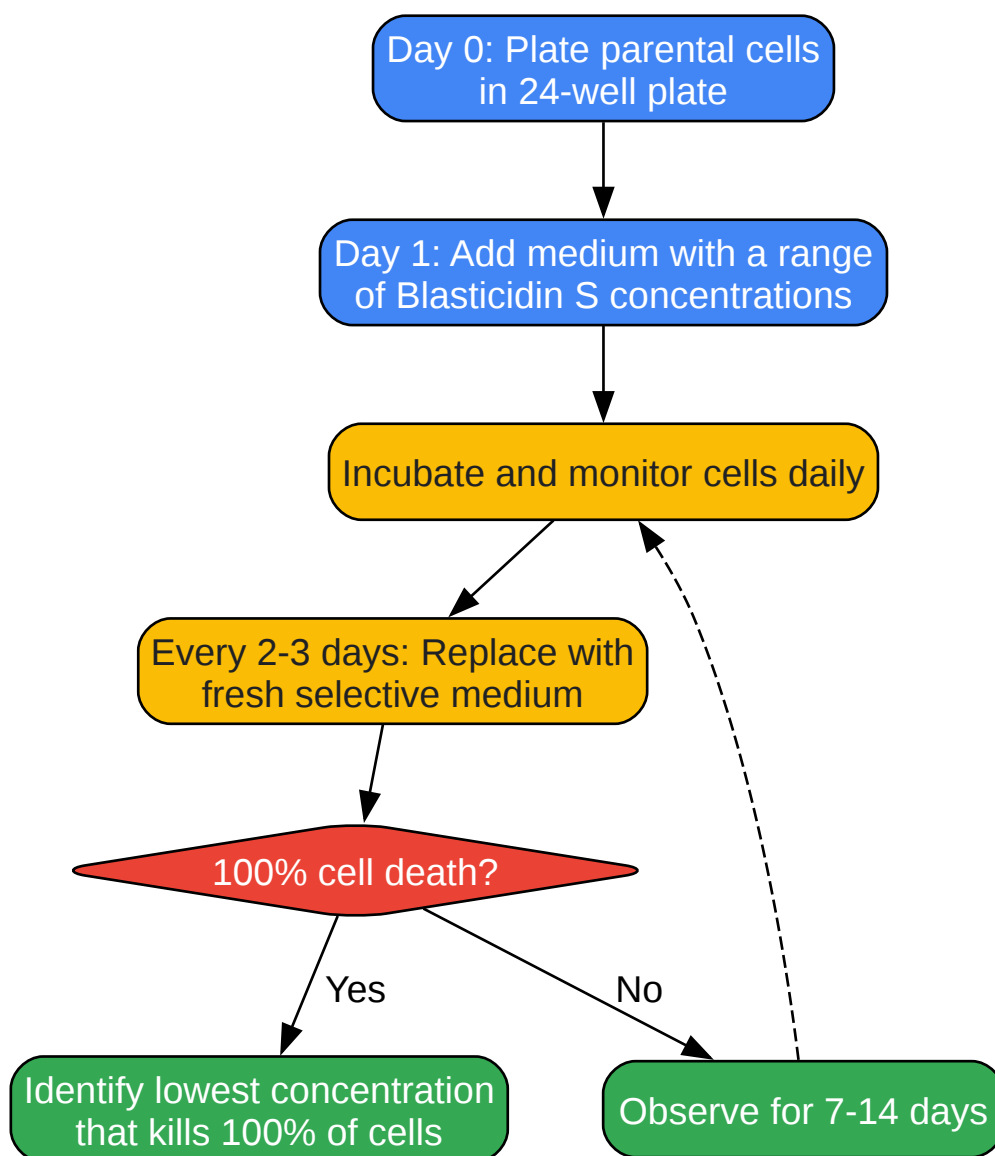 Day 0: Plate parental cells
in 24-well plate
Day 1: Add medium with a range
of Blasticidin S concentrations
Incubate and monitor cells daily
Every 2-3 days: Replace with
fresh selective medium
100% cell death?
Yes
No
Identify lowest concentration
that kills 100% of cells
Observe for 7-14 days